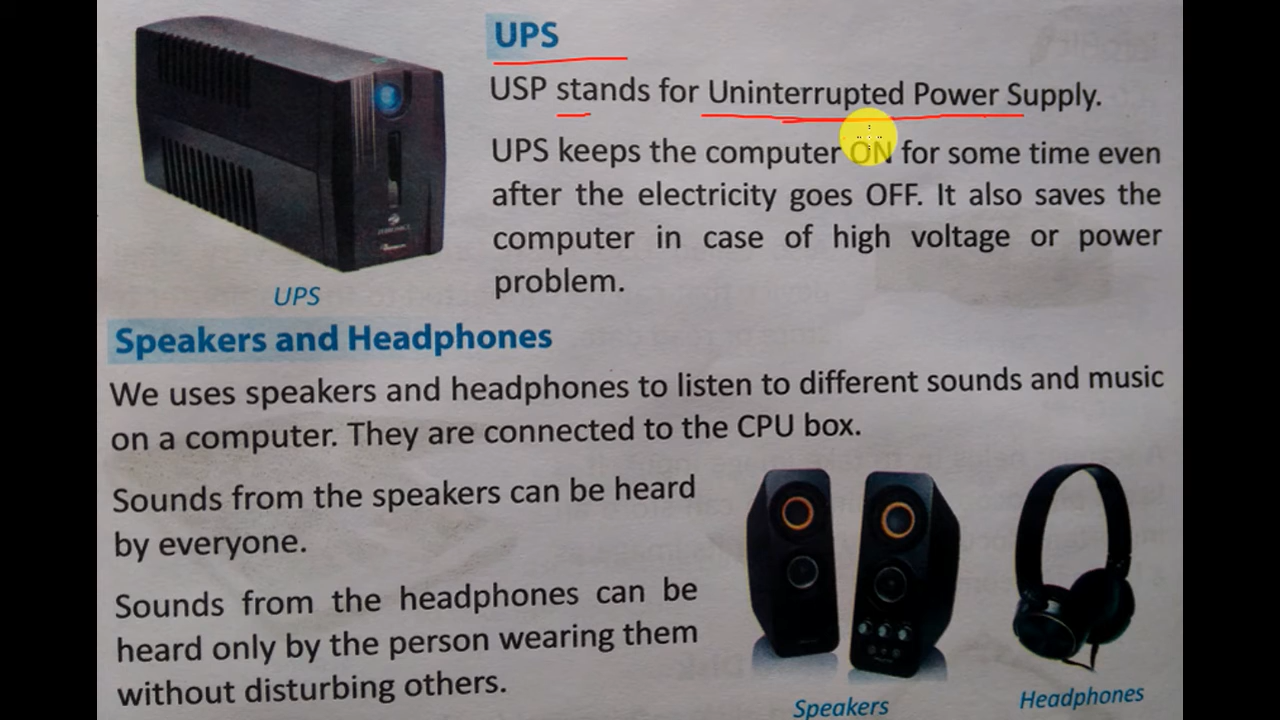 UPS
USP stands for Uninterrupted Power Supply.
UPS keeps the computer ON for some time even
after the electricity goes OFF. It also saves the
computer in case of high voltage or power
problem.
UPS
Speakers and Headphones
We uses speakers and headphones to listen to different sounds and music
on a computer. They are connected to the CPU box.
Sounds from the speakers can be heard
by everyone.
Sounds from the headphones can be
heard only by the person wearing them
without disturbing others.
Speakers
Headphones